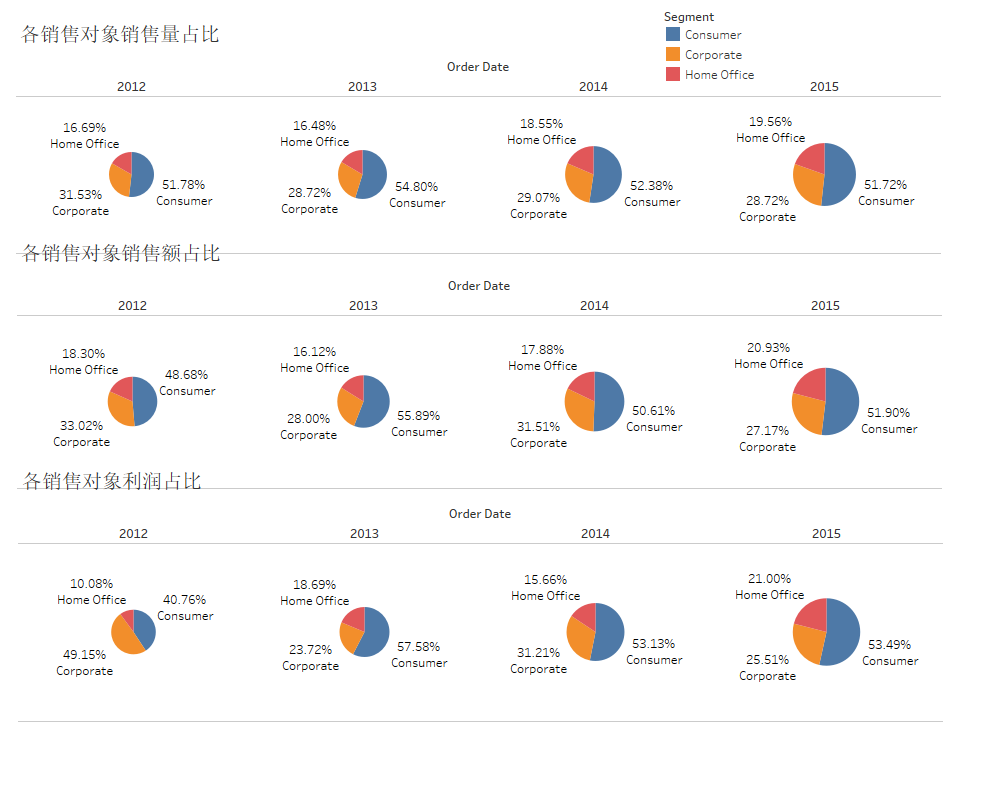 各销售对象销售量占比
Segment
Consumer
Corporate
Home Office
Order Date
2012 2013 2014 2015
16.69%
Home Office
31.53%
Corporate
51.78%
Consumer
16.48%
Home Office
28.72%
Corporate
54.80%
Consumer
18.55%
Home Office
29.07%
Corporate
52.38%
Consumer
19.56%
Home Office
28.72%
Corporate
51.72%
Consumer
各销售对象销售额占比
Order Date
2012 2013 2014 2015
18.30%
Home Office
48.68%
Consumer
33.02%
Corporate
16.12%
Home Office
28.00%
Corporate
55.89%
Consumer
17.88%
Home Office
31.51%
Corporate
50.61%
Consumer
20.93%
Home Office
27.17%
Corporate
51.90%
Consumer
各销售对象利润占比
Order Date
2012 2013 2014 2015
10.08%
Home Office
40.76%
Consumer
49.15%
Corporate
18.69%
Home Office
23.72%
Corporate
57.58%
Consumer
15.66%
Home Office
31.21%
Corporate
53.13%
Consumer
21.00%
Home Office
25.51%
Corporate
53.49%
Consumer